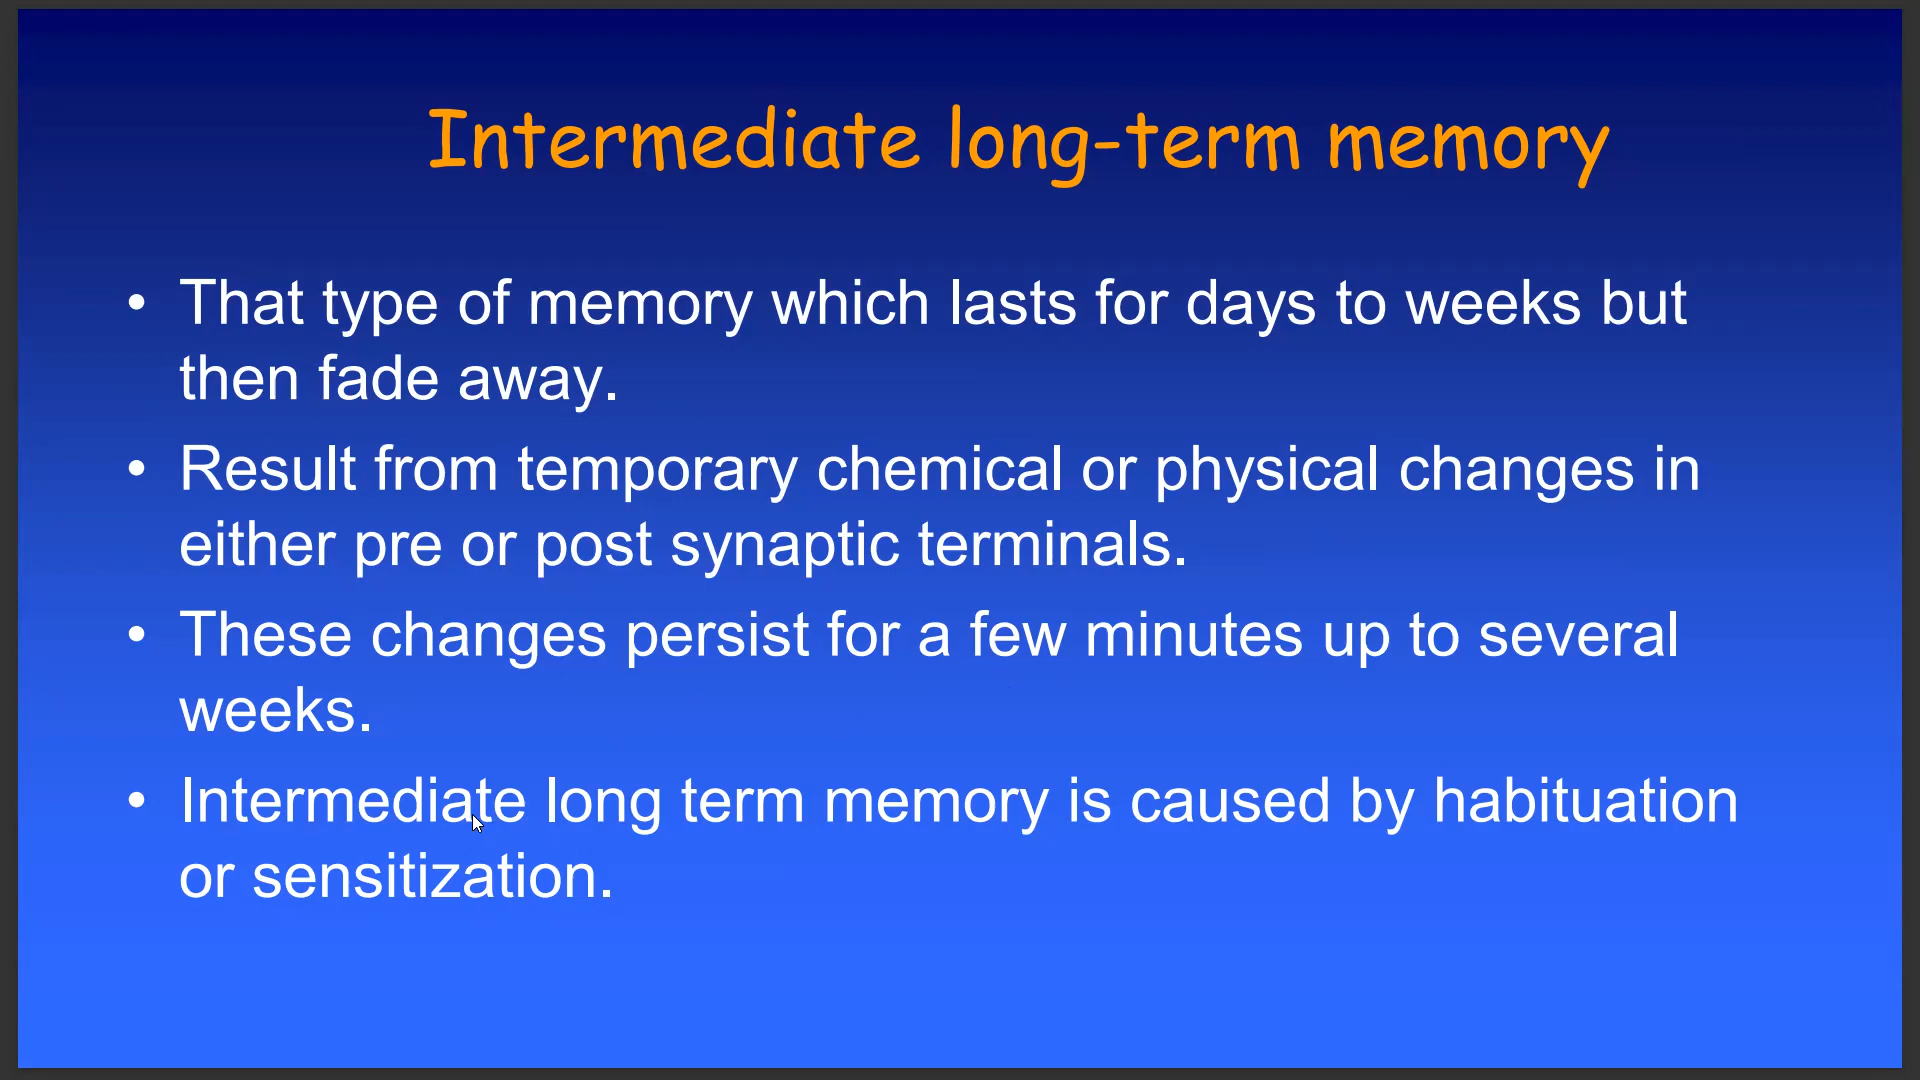 Intermediate long-term memory
• That type of memory which lasts for days to weeks but
then fade away.
• Result from temporary chemical or physical changes in
either pre or post synaptic terminals.
• These changes persist for a few minutes up to several
weeks.
• Intermediate long term memory is caused by habituation
or sensitization.